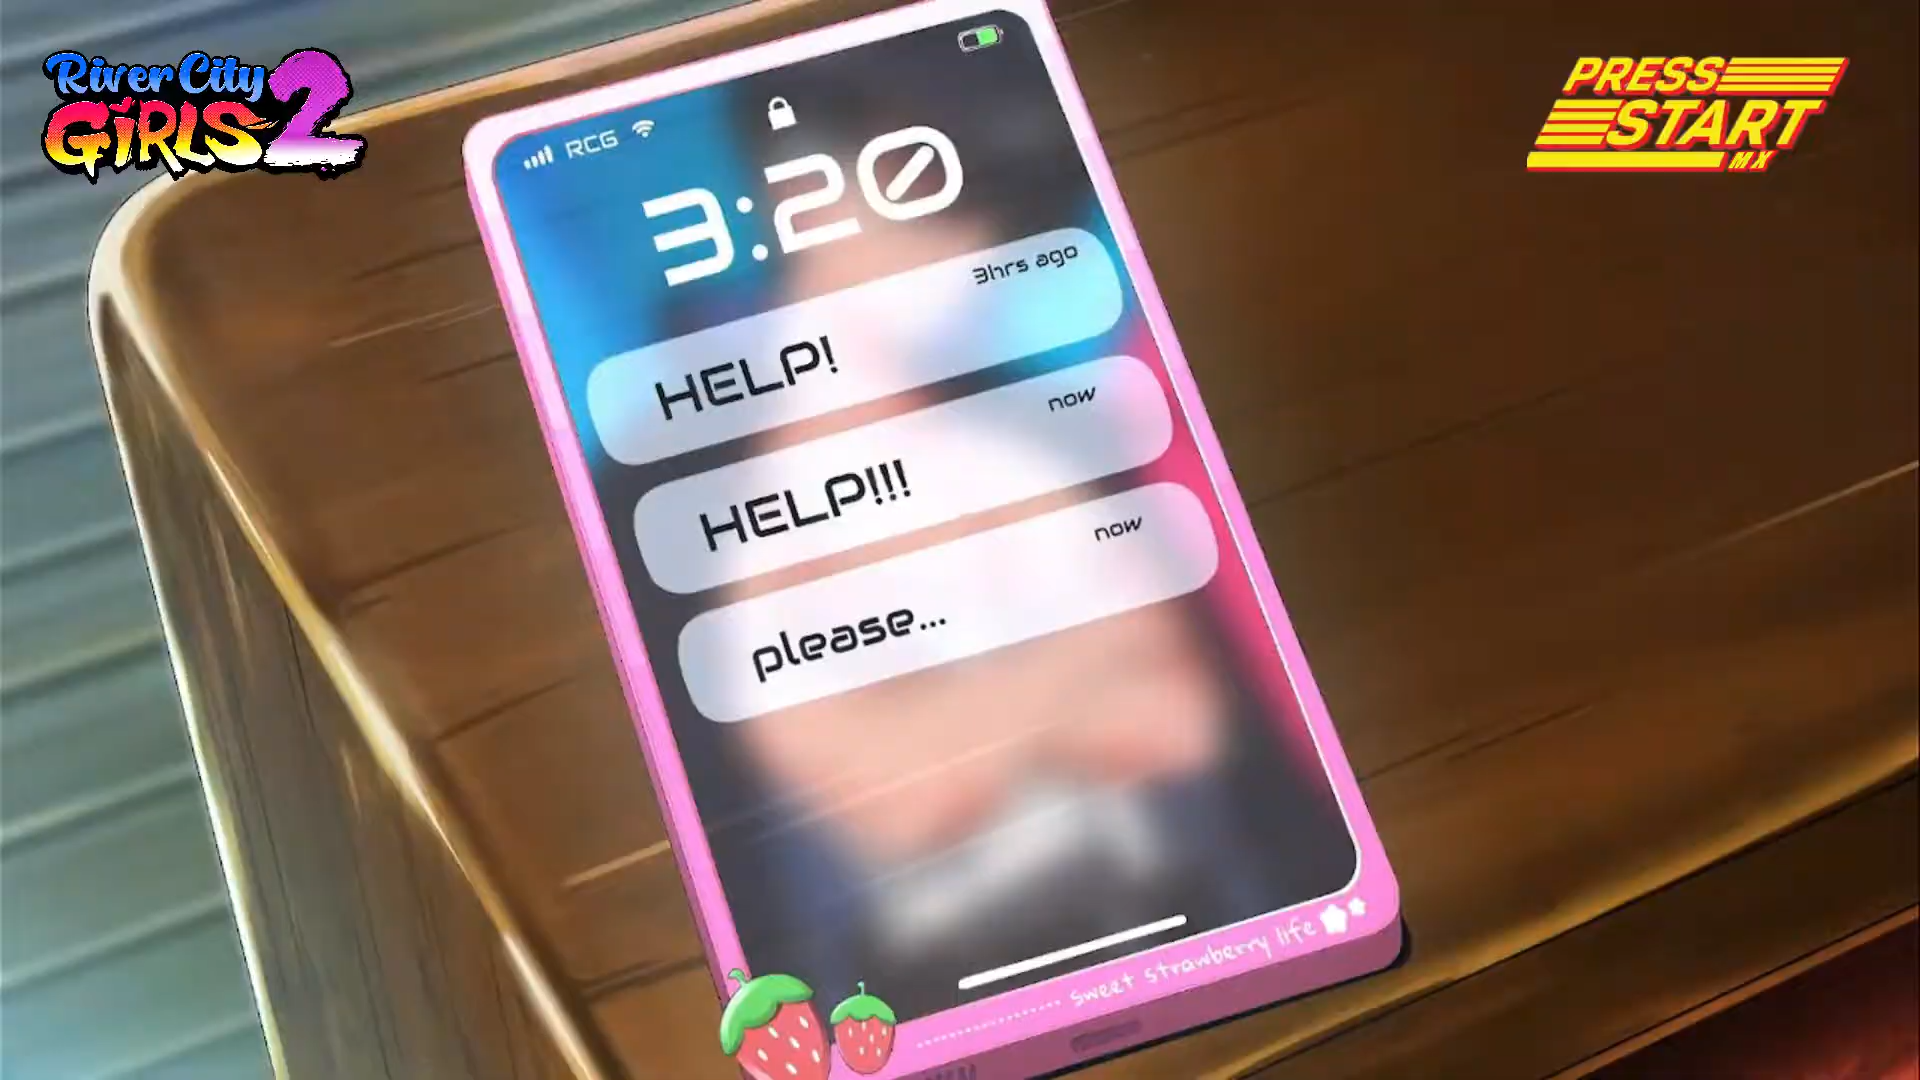 River City
GiRLS 2
PRESS
START
MX
RCG
3:20
3hrs ago
HELP!
now
HELP!!!
now
please...
sweet strawberry life